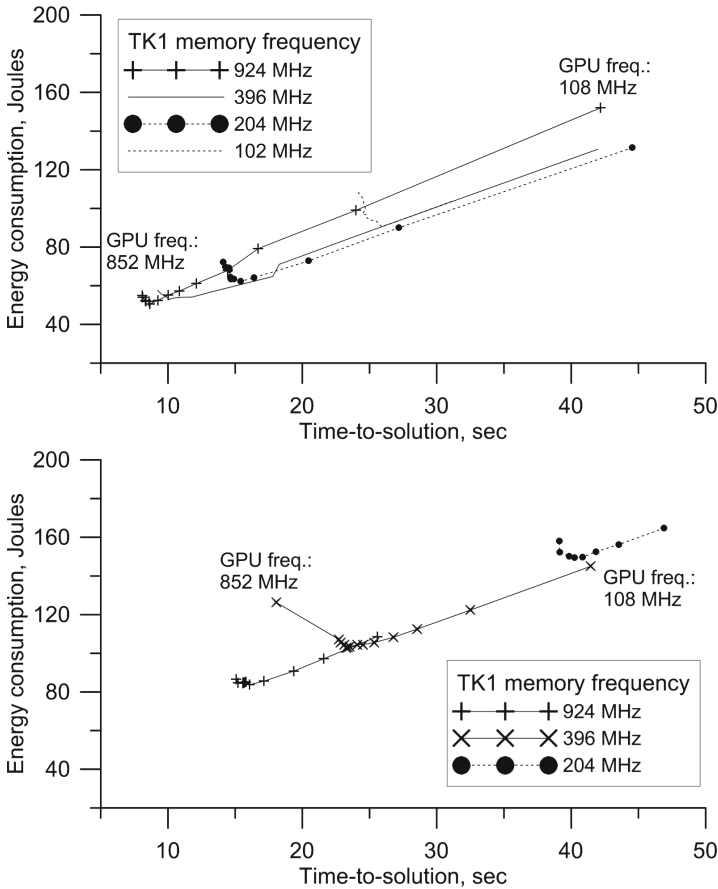 200
160
120
80
40
Energy consumption, Joules
TK1 memory frequency
924 MHz
396 MHz
204 MHz
102 MHz
GPU freq.:
108 MHz
GPU freq.:
852 MHz
10
20
30
40
50
Time-to-solution, sec
200
160
120
80
40
Energy consumption, Joules
GPU freq.:
852 MHz
GPU freq.:
108 MHz
TK1 memory frequency
924 MHz
396 MHz
204 MHz
10
20
30
40
50
Time-to-solution, sec